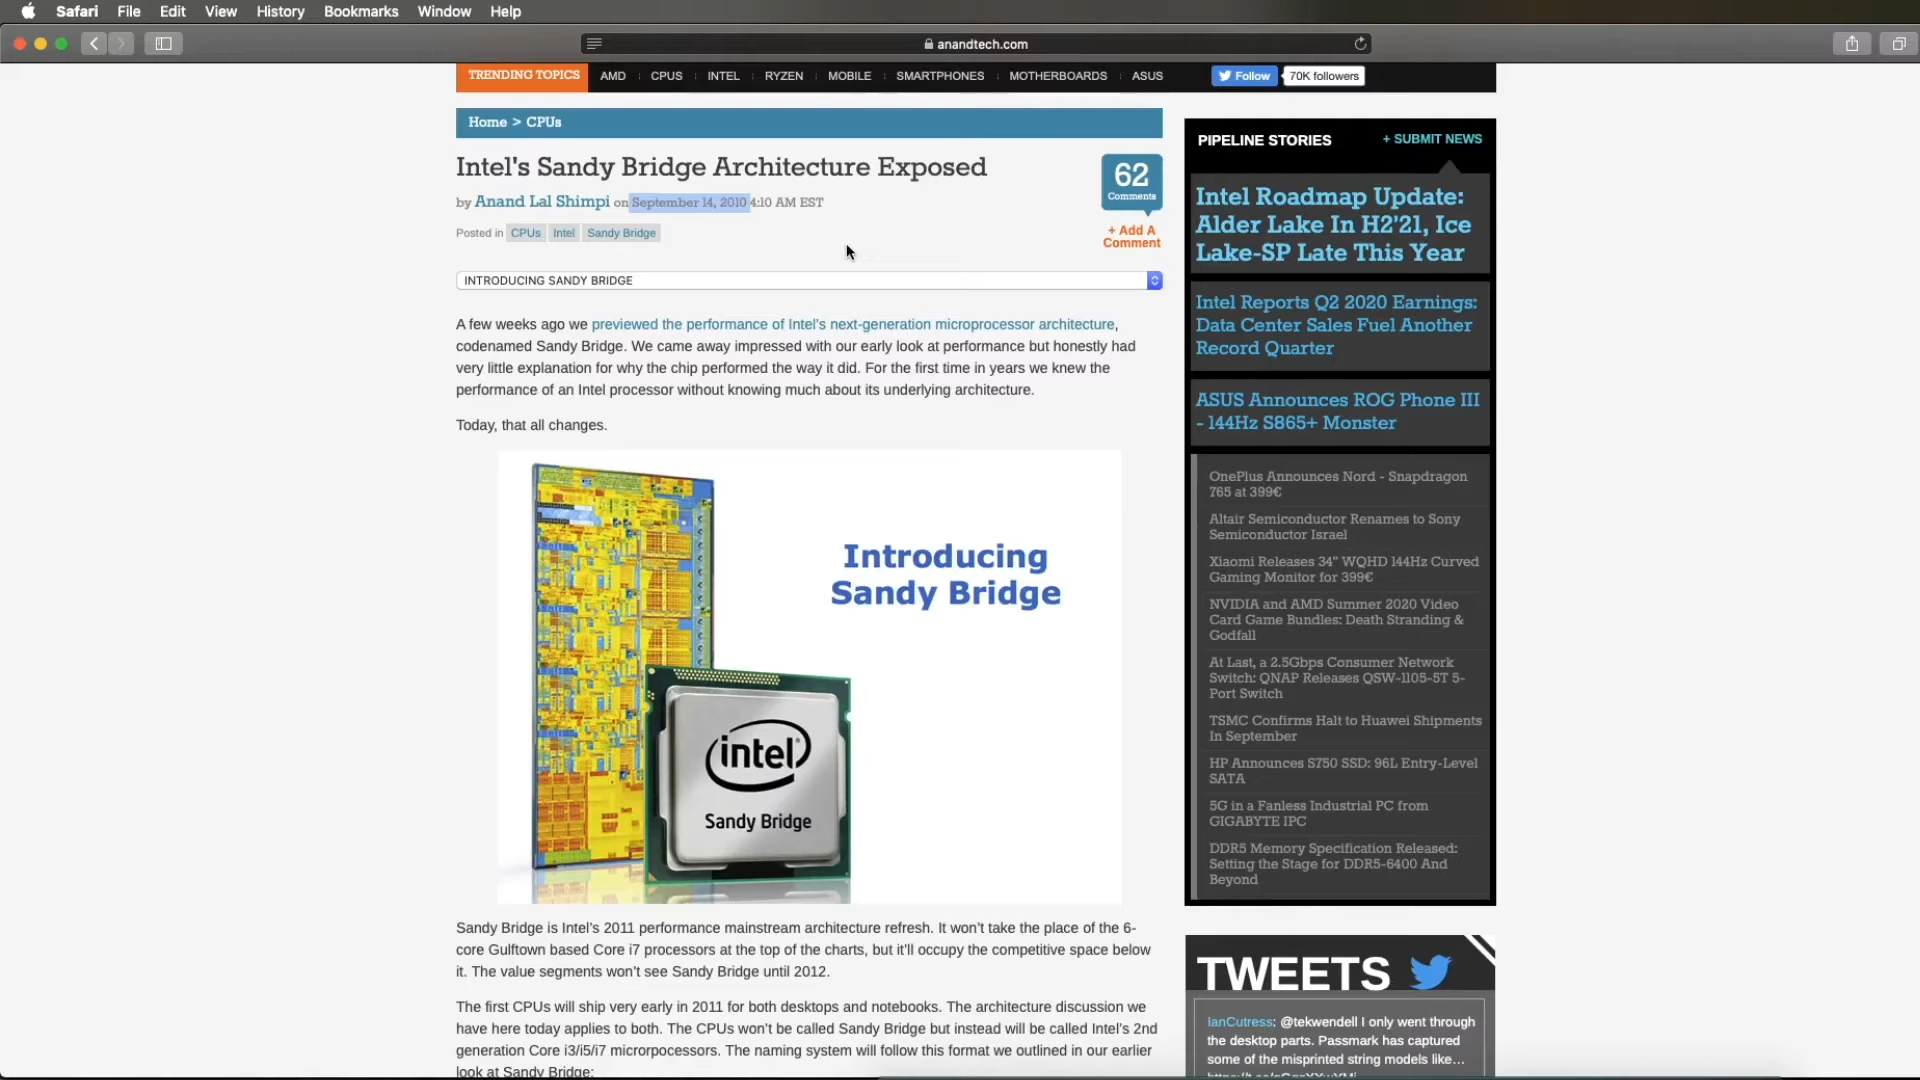 Safari File Edit View History Bookmarks Window Help
anandtech.com
TRENDING TOPICS AMD CPUS INTEL RYZEN MOBILE SMARTPHONES MOTHERBOARDS ASUS Follow 70K followers
Home > CPUs
Intel's Sandy Bridge Architecture Exposed
by Anand Lal Shimpi on September 14, 2010 4:10 AM EST
Posted in CPUs Intel Sandy Bridge
62
Comments
+ Add A
Comment
INTRODUCING SANDY BRIDGE
A few weeks ago we previewed the performance of Intel's next-generation microprocessor architecture,
codenamed Sandy Bridge. We came away impressed with our early look at performance but honestly had
very little explanation for why the chip performed the way it did. For the first time in years we knew the
performance of an Intel processor without knowing much about its underlying architecture.
Today, that all changes.
Introducing
Sandy Bridge
intel
Sandy Bridge
Sandy Bridge is Intel's 2011 performance mainstream architecture refresh. It won't take the place of the 6-
core Gulftown based Core i7 processors at the top of the charts, but it'll occupy the competitive space below
it. The value segments won't see Sandy Bridge until 2012.
The first CPUs will ship very early in 2011 for both desktops and notebooks. The architecture discussion we
have here today applies to both. The CPUs won't be called Sandy Bridge but instead will be called Intel's 2nd
generation Core i3/i5/i7 microrpocessors. The naming system will follow this format we outlined in our earlier
look at Sandy Bridge:
PIPELINE STORIES + SUBMIT NEWS
Intel Roadmap Update:
Alder Lake In H2'21, Ice
Lake-SP Late This Year
Intel Reports Q2 2020 Earnings:
Data Center Sales Fuel Another
Record Quarter
ASUS Announces ROG Phone III
- 144Hz S865+ Monster
OnePlus Announces Nord - Snapdragon
765 at 399€
Altair Semiconductor Renames to Sony
Semiconductor Israel
Xiaomi Releases 34" WQHD 144Hz Curved
Gaming Monitor for 399€
NVIDIA and AMD Summer 2020 Video
Card Game Bundles: Death Stranding &
Godfall
At Last, a 2.5Gbps Consumer Network
Switch: QNAP Releases QSW-1105-5T 5-
Port Switch
TSMC Confirms Halt to Huawei Shipments
In September
HP Announces S750 SSD: 96L Entry-Level
SATA
5G in a Fanless Industrial PC from
GIGABYTE IPC
DDR5 Memory Specification Released:
Setting the Stage for DDR5-6400 And
Beyond
TWEETS
IanCutress: @tekwendell I only went through
the desktop parts. Passmark has captured
some of the misprinted string models like...